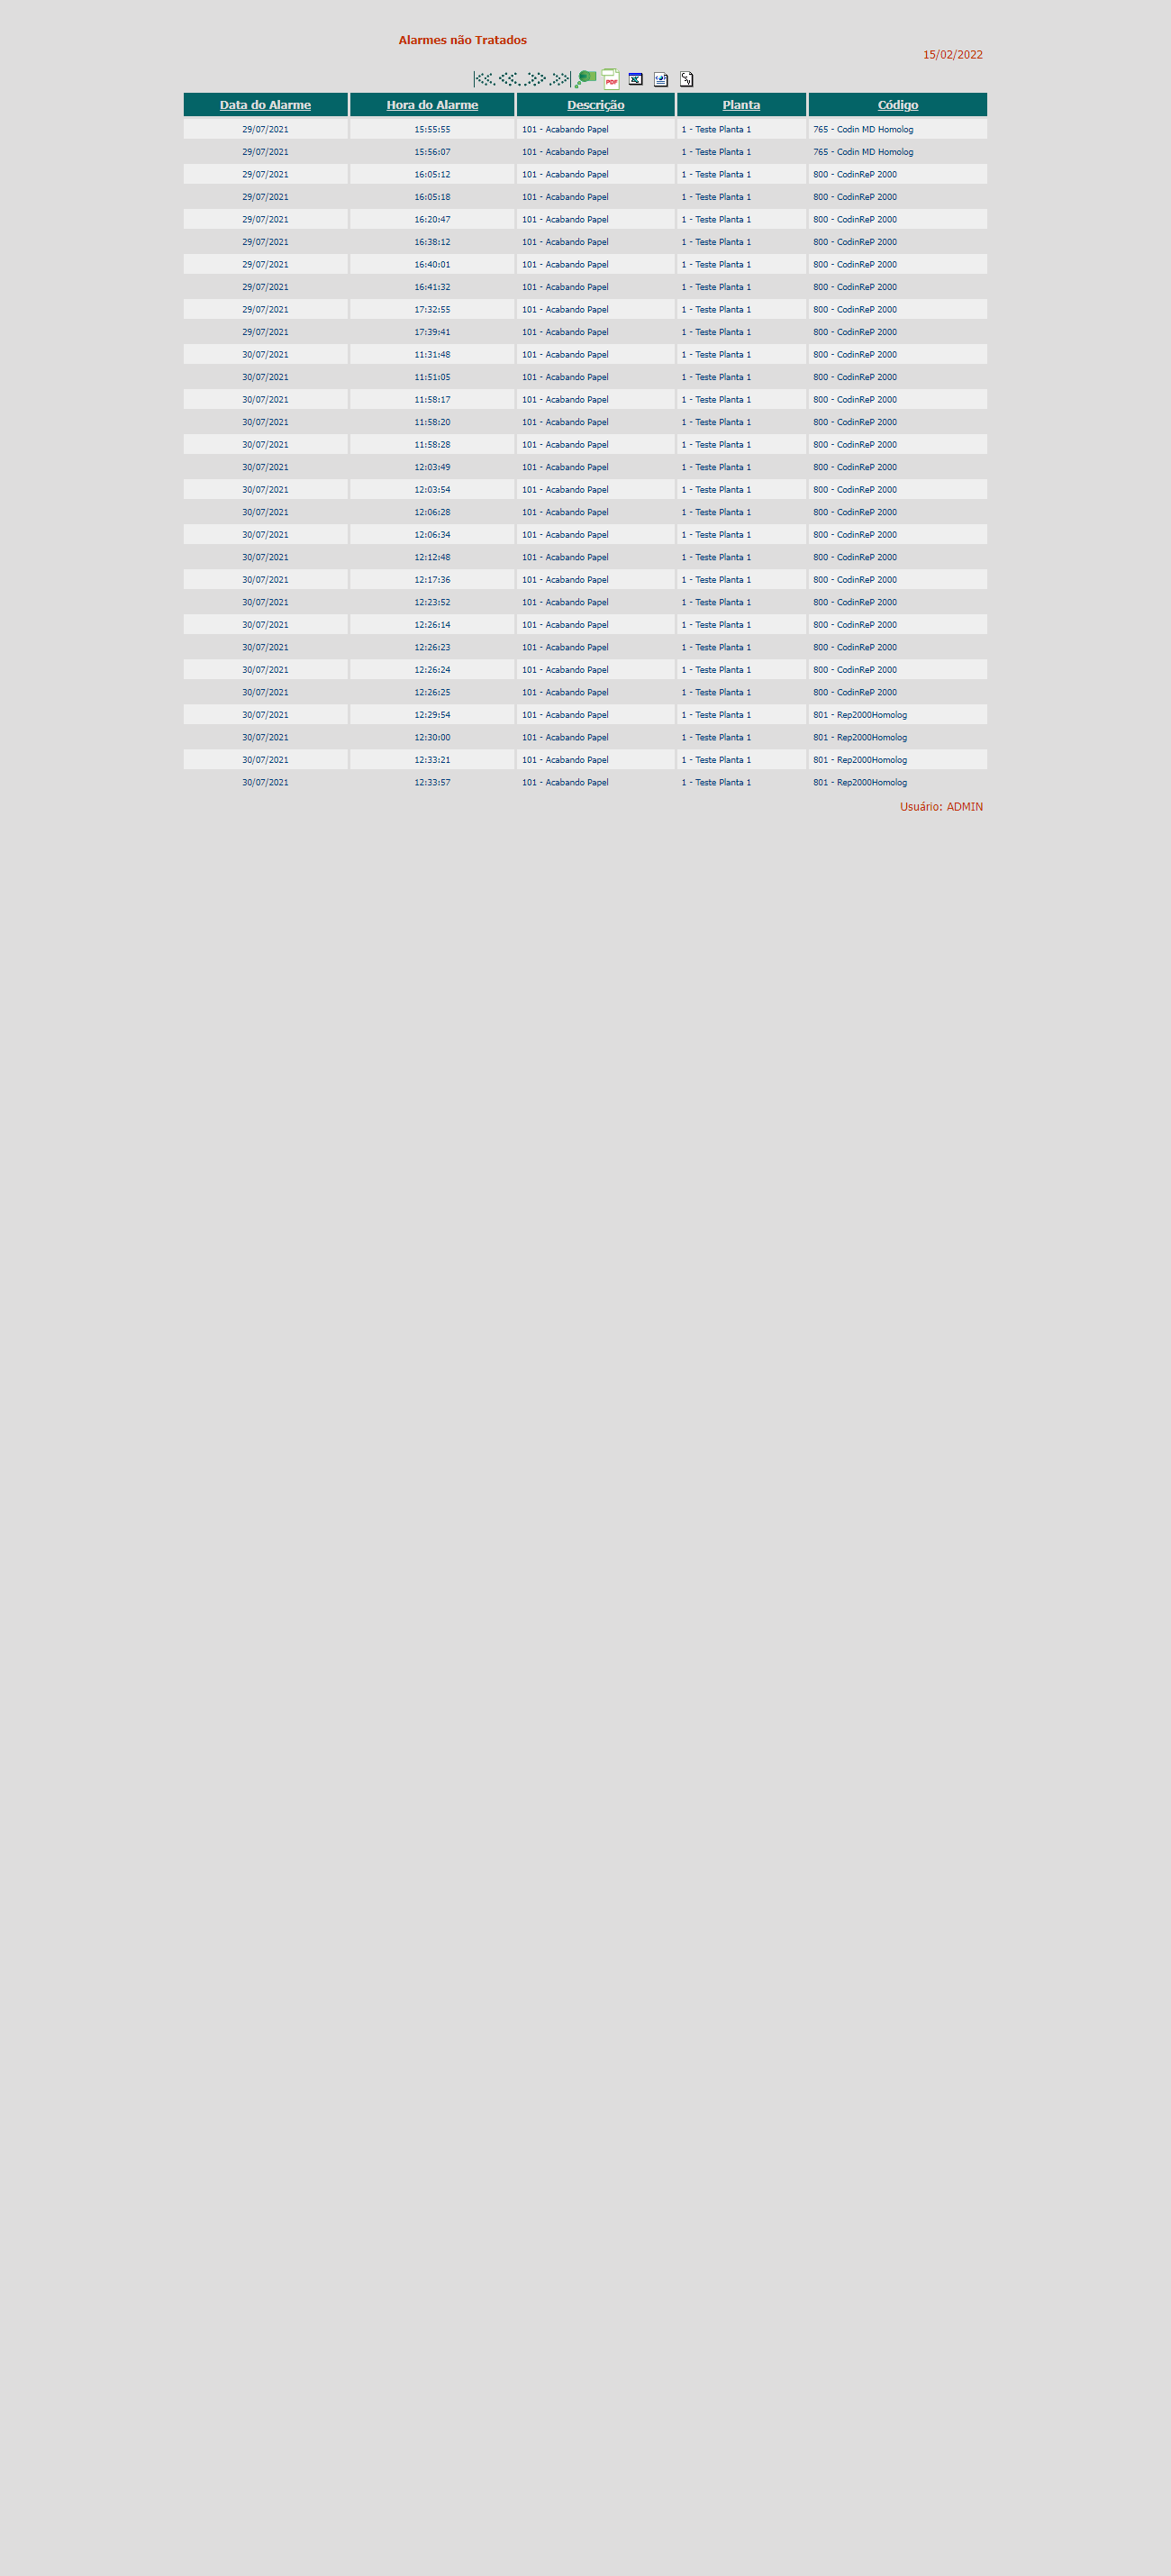 Alarmes não Tratados
15/02/2022
PDF
Data do Alarme Hora do Alarme Descrição Planta Código
29/07/2021 15:55:55 101 - Acabando Papel 1 - Teste Planta 1 765 - Codin MD Homolog
29/07/2021 15:56:07 101 - Acabando Papel 1 - Teste Planta 1 765 - Codin MD Homolog
29/07/2021 16:05:12 101 - Acabando Papel 1 - Teste Planta 1 800 - CodinReP 2000
29/07/2021 16:05:18 101 - Acabando Papel 1 - Teste Planta 1 800 - CodinReP 2000
29/07/2021 16:20:47 101 - Acabando Papel 1 - Teste Planta 1 800 - CodinReP 2000
29/07/2021 16:38:12 101 - Acabando Papel 1 - Teste Planta 1 800 - CodinReP 2000
29/07/2021 16:40:01 101 - Acabando Papel 1 - Teste Planta 1 800 - CodinReP 2000
29/07/2021 16:41:32 101 - Acabando Papel 1 - Teste Planta 1 800 - CodinReP 2000
29/07/2021 17:32:55 101 - Acabando Papel 1 - Teste Planta 1 800 - CodinReP 2000
29/07/2021 17:39:41 101 - Acabando Papel 1 - Teste Planta 1 800 - CodinReP 2000
30/07/2021 11:31:48 101 - Acabando Papel 1 - Teste Planta 1 800 - CodinReP 2000
30/07/2021 11:51:05 101 - Acabando Papel 1 - Teste Planta 1 800 - CodinReP 2000
30/07/2021 11:58:17 101 - Acabando Papel 1 - Teste Planta 1 800 - CodinReP 2000
30/07/2021 11:58:20 101 - Acabando Papel 1 - Teste Planta 1 800 - CodinReP 2000
30/07/2021 11:58:28 101 - Acabando Papel 1 - Teste Planta 1 800 - CodinReP 2000
30/07/2021 12:03:49 101 - Acabando Papel 1 - Teste Planta 1 800 - CodinReP 2000
30/07/2021 12:03:54 101 - Acabando Papel 1 - Teste Planta 1 800 - CodinReP 2000
30/07/2021 12:06:28 101 - Acabando Papel 1 - Teste Planta 1 800 - CodinReP 2000
30/07/2021 12:06:34 101 - Acabando Papel 1 - Teste Planta 1 800 - CodinReP 2000
30/07/2021 12:12:48 101 - Acabando Papel 1 - Teste Planta 1 800 - CodinReP 2000
30/07/2021 12:17:36 101 - Acabando Papel 1 - Teste Planta 1 800 - CodinReP 2000
30/07/2021 12:23:52 101 - Acabando Papel 1 - Teste Planta 1 800 - CodinReP 2000
30/07/2021 12:26:14 101 - Acabando Papel 1 - Teste Planta 1 800 - CodinReP 2000
30/07/2021 12:26:23 101 - Acabando Papel 1 - Teste Planta 1 800 - CodinReP 2000
30/07/2021 12:26:24 101 - Acabando Papel 1 - Teste Planta 1 800 - CodinReP 2000
30/07/2021 12:26:25 101 - Acabando Papel 1 - Teste Planta 1 800 - CodinReP 2000
30/07/2021 12:29:54 101 - Acabando Papel 1 - Teste Planta 1 801 - Rep2000Homolog
30/07/2021 12:30:00 101 - Acabando Papel 1 - Teste Planta 1 801 - Rep2000Homolog
30/07/2021 12:33:21 101 - Acabando Papel 1 - Teste Planta 1 801 - Rep2000Homolog
30/07/2021 12:33:57 101 - Acabando Papel 1 - Teste Planta 1 801 - Rep2000Homolog
Usuário: ADMIN